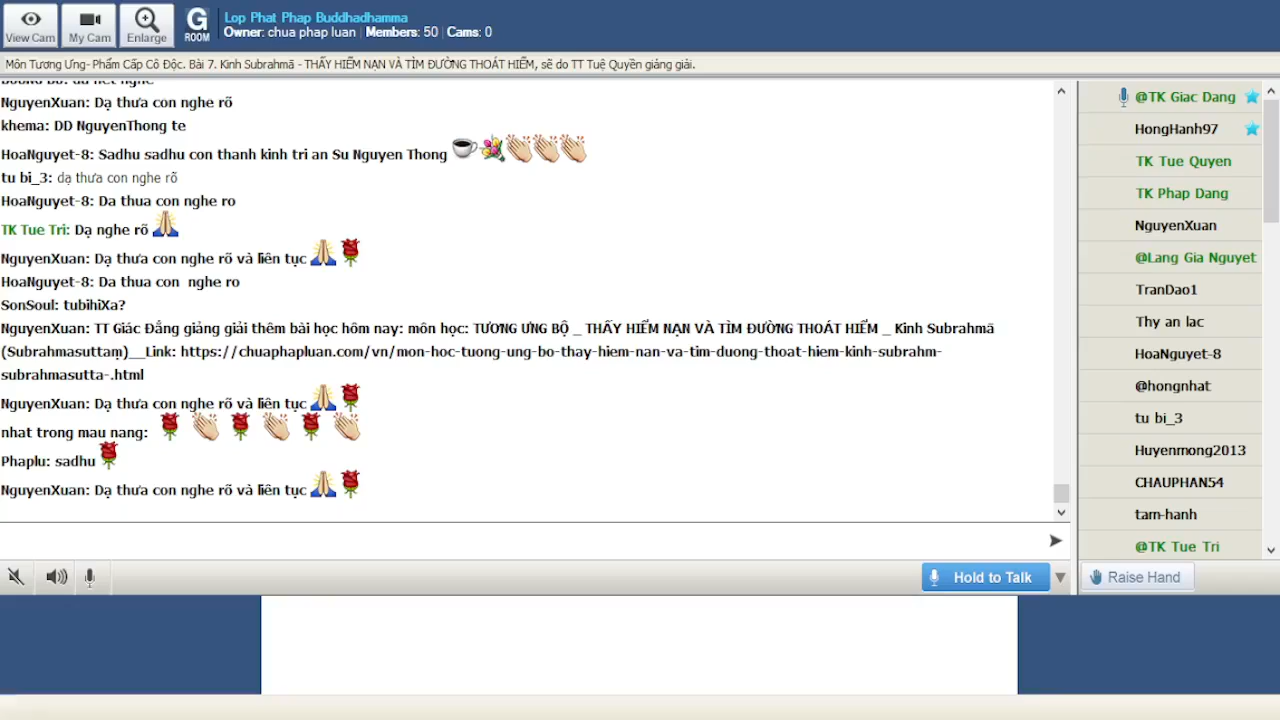 View Cam
My Cam
Enlarge
G
ROOM
Lop Phat Phap Buddhadhamma
Owner: chua phap luan | Members: 50 | Cams: 0
Môn Tương Ưng- Phẩm Cấp Cô Độc. Bài 7. Kinh Subrahmā - THẤY HIỂM NẠN VÀ TÌM ĐƯỜNG THOÁT HIỂM, sẽ do TT Tuệ Quyền giảng giải.
NguyenXuan: Dạ thưa con nghe rõ
khema: DD NguyenThong te
HoaNguyet-8: Sadhu sadhu con thanh kinh tri an Su Nguyen Thong
tu bi_3: dạ thưa con nghe rõ
HoaNguyet-8: Da thua con nghe ro
TK Tue Tri: Dạ nghe rõ
NguyenXuan: Dạ thưa con nghe rõ và liên tục
HoaNguyet-8: Da thua con  nghe ro
SonSoul: tubihiXa?
NguyenXuan: TT Giác Đẳng giảng giải thêm bài học hôm nay: môn học: TƯƠNG ƯNG BỘ _ THẤY HIỂM NẠN VÀ TÌM ĐƯỜNG THOÁT HIỂM _ Kinh Subrahmā
(Subrahmasuttaṃ)__Link: https://chuaphapluan.com/vn/mon-hoc-tuong-ung-bo-thay-hiem-nan-va-tim-duong-thoat-hiem-kinh-subrahm-
subrahmasutta-.html
NguyenXuan: Dạ thưa con nghe rõ và liên tục
nhat trong mau nang:
Phaplu: sadhu
NguyenXuan: Dạ thưa con nghe rõ và liên tục
@TK Giac Dang
HongHanh97
TK Tue Quyen
TK Phap Dang
NguyenXuan
@Lang Gia Nguyet
TranDao1
Thy an lac
HoaNguyet-8
@hongnhat
tu bi_3
Huyenmong2013
CHAUPHAN54
tam-hanh
@TK Tue Tri
Hold to Talk
Raise Hand